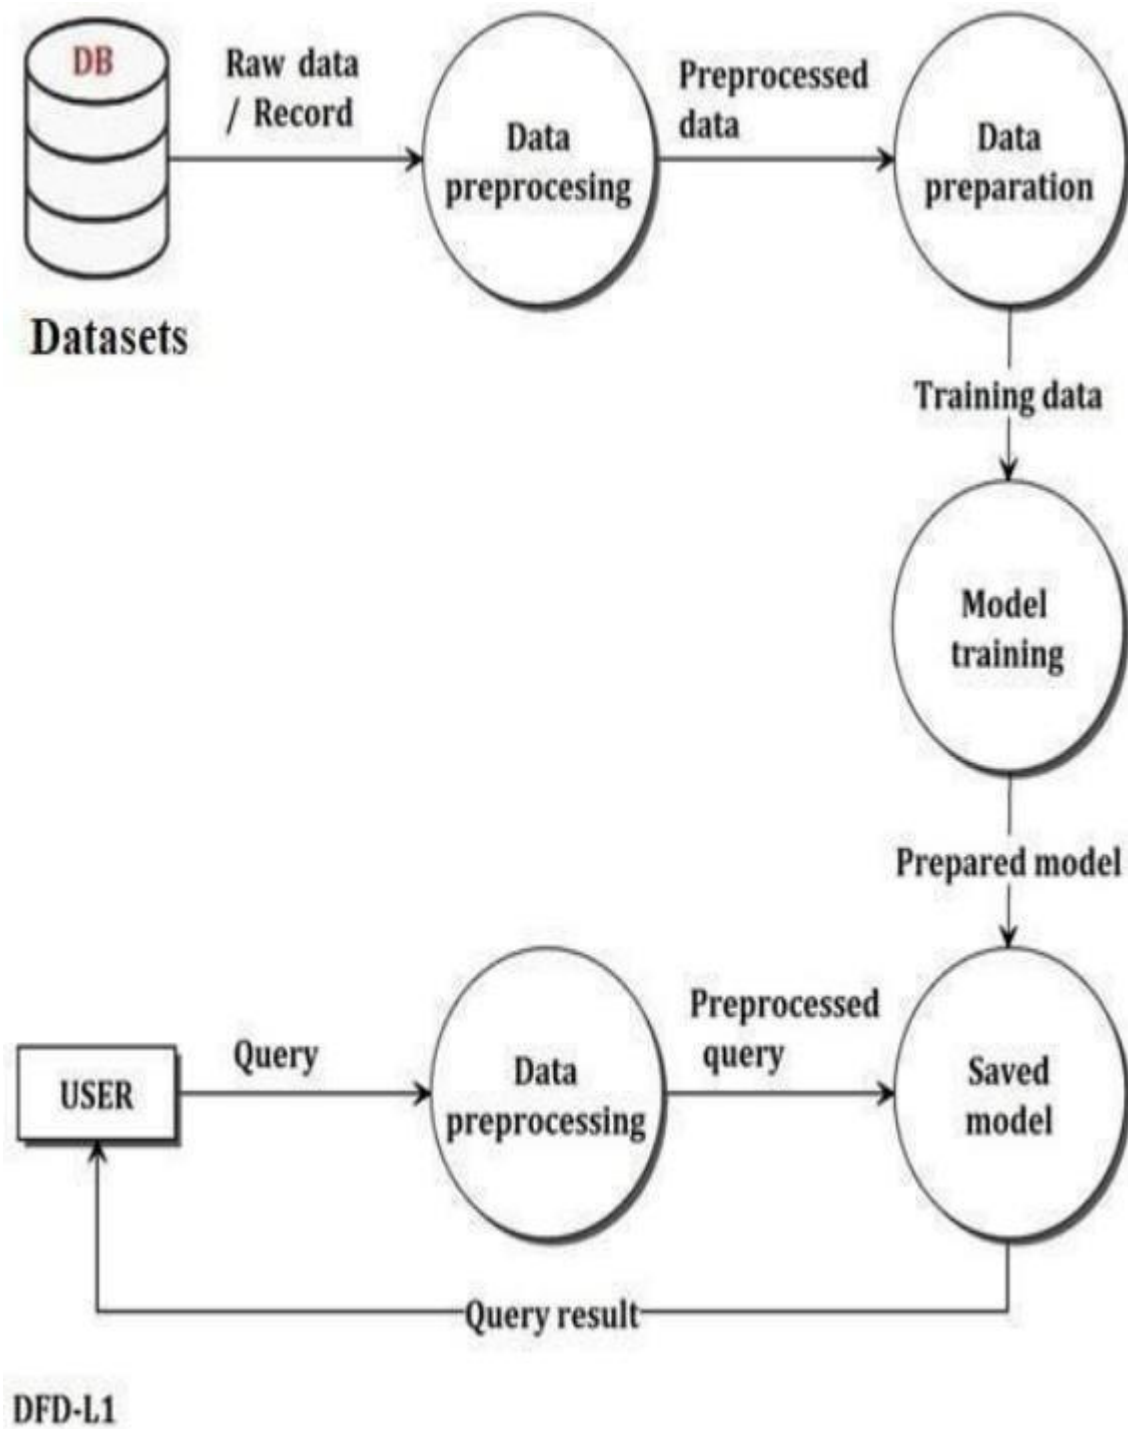 DB
Raw data
/ Record
Preprocessed
data
Data
preprocesing
Data
preparation
Datasets
Training data
Model
training
Prepared model
Query
Data
preprocessing
Preprocessed
query
Saved
model
USER
Query result
DFD-L1